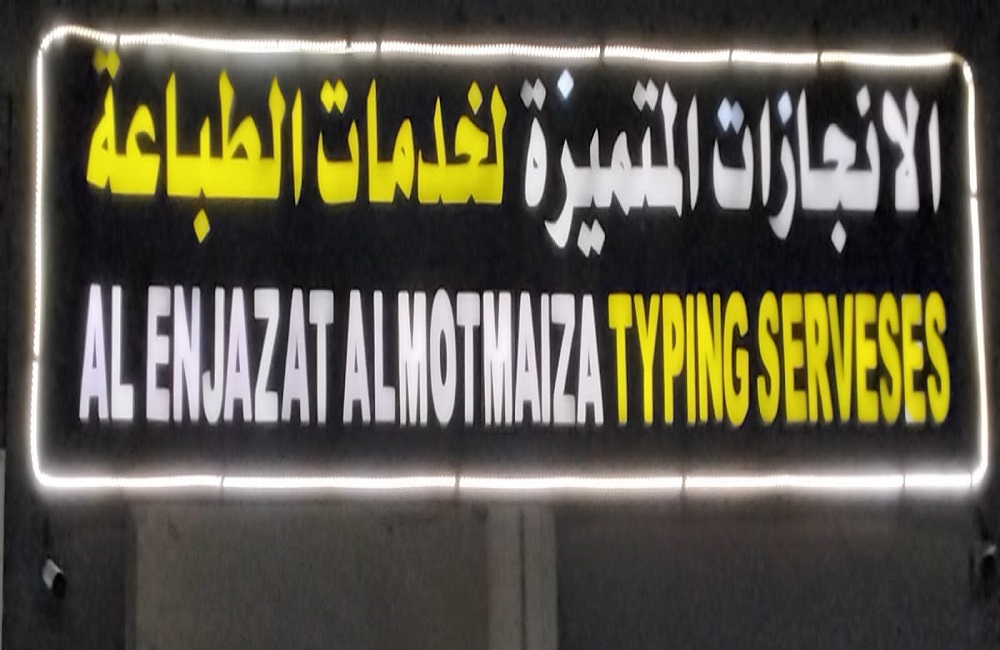 الانجازات المتميزة لخدمات الطباعة
AL ENJAZAT ALMOTMAIZA TYPING SERVESES